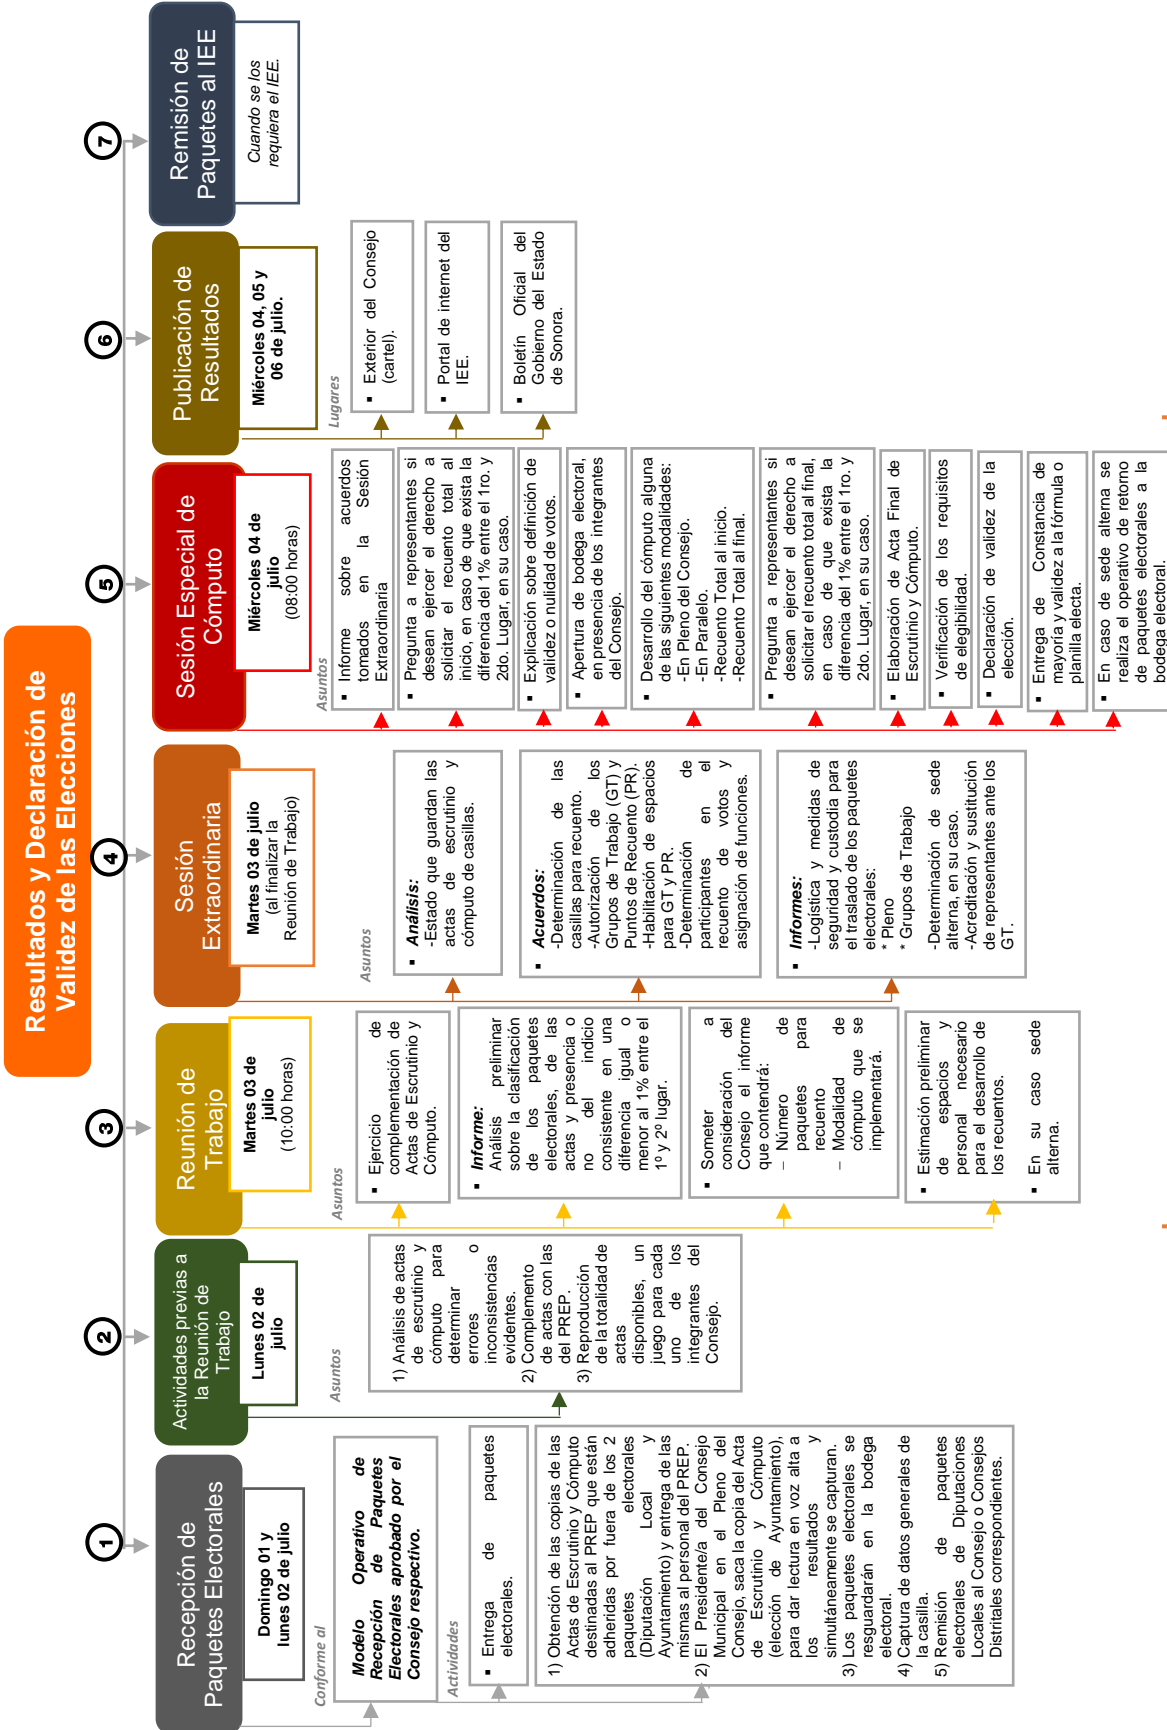 Resultados y Declaración de
Validez de las Elecciones
1
Recepción de
Paquetes Electorales
Domingo 01 y
lunes 02 de julio
Conforme al
Modelo Operativo de
Recepción de Paquetes
Electorales aprobado por el
Consejo respectivo.
Actividades
▪ Entrega de paquetes
electorales.
1) Obtención de las copias de las
Actas de Escrutinio y Cómputo
destinadas al PREP que están
adheridas por fuera de los 2
paquetes electorales
(Diputación Local y
Ayuntamiento) y entrega de las
mismas al personal del PREP.
2) El Presidente/a del Consejo
Municipal en el Pleno del
Consejo, saca la copia del Acta
de Escrutinio y Cómputo
(elección de Ayuntamiento),
para dar lectura en voz alta a
los resultados y
simultáneamente se capturan.
3) Los paquetes electorales se
resguardarán en la bodega
electoral.
4) Captura de datos generales de
la casilla.
5) Remisión de paquetes
electorales de Diputaciones
Locales al Consejo o Consejos
Distritales correspondientes.
2
Actividades previas a
la Reunión de
Trabajo
Lunes 02 de
julio
Asuntos
1) Análisis de actas
de escrutinio y
cómputo para
determinar
errores o
inconsistencias
evidentes.
2) Complemento
de actas con las
del PREP.
3) Reproducción
de la totalidad de
actas
disponibles, un
juego para cada
uno de los
integrantes del
Consejo.
3
Reunión de
Trabajo
Martes 03 de
julio
(10:00 horas)
Asuntos
▪ Ejercicio de
complementación de
Actas de Escrutinio y
Cómputo.
▪ Informe:
Análisis preliminar
sobre la clasificación
de los paquetes
electorales, de las
actas y presencia o
no del indicio
consistente en una
diferencia igual o
menor al 1% entre el
1º y 2º lugar.
▪ Someter a
consideración del
Consejo el informe
que contendrá:
– Número de
paquetes para
recuento
– Modalidad de
cómputo que se
implementará.
▪ Estimación preliminar
de espacios y
personal necesario
para el desarrollo de
los recuentos.
▪ En su caso sede
alterna.
4
Sesión
Extraordinaria
Martes 03 de julio
(al finalizar la
Reunión de Trabajo)
Asuntos
▪ Análisis:
-Estado que guardan las
actas de escrutinio y
cómputo de casillas.
▪ Acuerdos:
-Determinación de las
casillas para recuento.
-Autorización de los
Grupos de Trabajo (GT) y
Puntos de Recuento (PR).
-Habilitación de espacios
para GT y PR.
-Determinación de
participantes en el
recuento de votos y
asignación de funciones.
▪ Informes:
-Logística y medidas de
seguridad y custodia para
el traslado de los paquetes
electorales:
* Pleno
* Grupos de Trabajo
-Determinación de sede
alterna, en su caso.
-Acreditación y sustitución
de representantes ante los
GT.
5
Sesión Especial de
Cómputo
Miércoles 04 de
julio
(08:00 horas)
Asuntos
▪ Informe sobre acuerdos
tomados en la Sesión
Extraordinaria
▪ Pregunta a representantes si
desean ejercer el derecho a
solicitar el recuento total al
inicio, en caso de que exista la
diferencia del 1% entre el 1ro. y
2do. Lugar, en su caso.
▪ Explicación sobre definición de
validez o nulidad de votos.
▪ Apertura de bodega electoral,
en presencia de los integrantes
del Consejo.
▪ Desarrollo del cómputo alguna
de las siguientes modalidades:
-En Pleno del Consejo.
-En Paralelo.
-Recuento Total al inicio.
-Recuento Total al final.
▪ Pregunta a representantes si
desean ejercer el derecho a
solicitar el recuento total al final,
en caso de que exista la
diferencia del 1% entre el 1ro. y
2do. Lugar, en su caso.
▪ Elaboración de Acta Final de
Escrutinio y Cómputo.
▪ Verificación de los requisitos
de elegibilidad.
▪ Declaración de validez de la
elección.
▪ Entrega de Constancia de
mayoría y validez a la fórmula o
planilla electa.
▪ En caso de sede alterna se
realiza el operativo de retorno
de paquetes electorales a la
bodega electoral.
6
Publicación de
Resultados
Miércoles 04, 05 y
06 de julio.
Lugares
▪ Exterior del Consejo
(cartel).
▪ Portal de internet del
IEE.
▪ Boletín Oficial del
Gobierno del Estado
de Sonora.
7
Remisión de
Paquetes al IEE
Cuando se los
requiera el IEE.